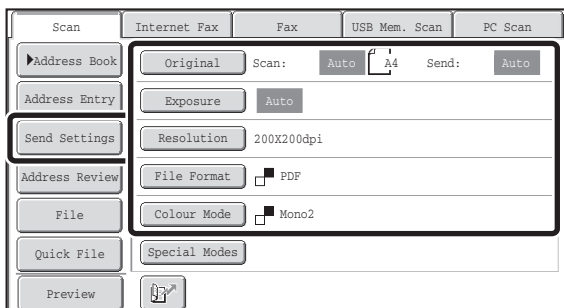 Scan Internet Fax Fax USB Mem. Scan PC Scan
Address Book Original Scan: Auto A4 Send: Auto
Address Entry Exposure Auto
Send Settings Resolution 200X200dpi
Address Review File Format PDF
File Colour Mode Mono2
Quick File Special Modes
Preview